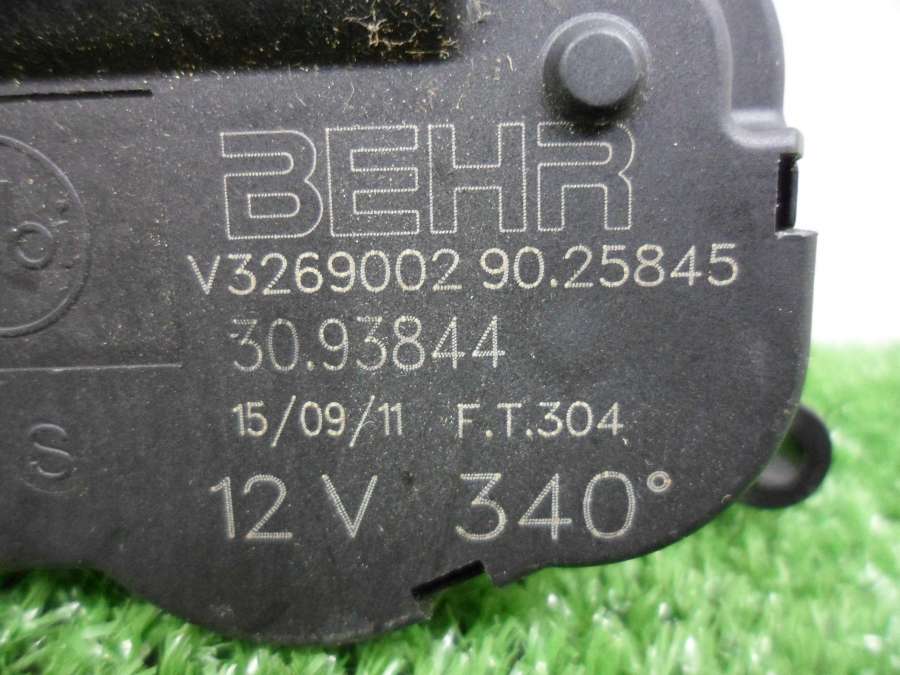 BEHR
V3269002 90.25845
30.93844
15/09/11 F.T.304
12 V 340°
S